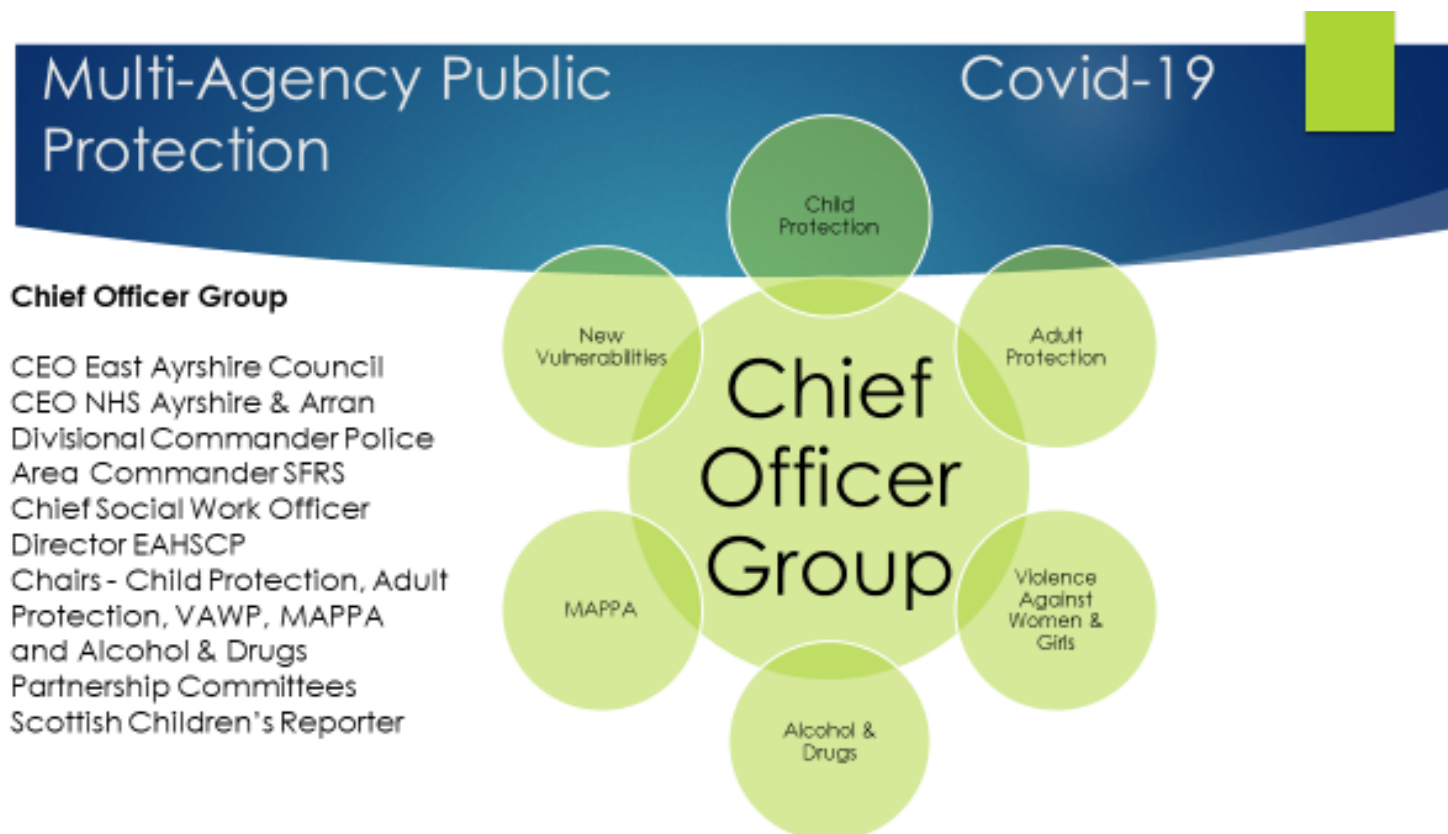 Multi-Agency Public
Protection
Covid-19
Chief Officer Group
CEO East Ayrshire Council
CEO NHS Ayrshire & Arran
Divisional Commander Police
Area Commander SFRS
Chief Social Work Officer
Director EAHSCP
Chairs - Child Protection, Adult
Protection, VAWP, MAPPA
and Alcohol & Drugs
Partnership Committees
Scottish Children's Reporter
Child
Protection
Adult
Protection
Violence
Against
Women &
Girls
Alcohol &
Drugs
MAPPA
New
Vulnerabilities
Chief
Officer
Group